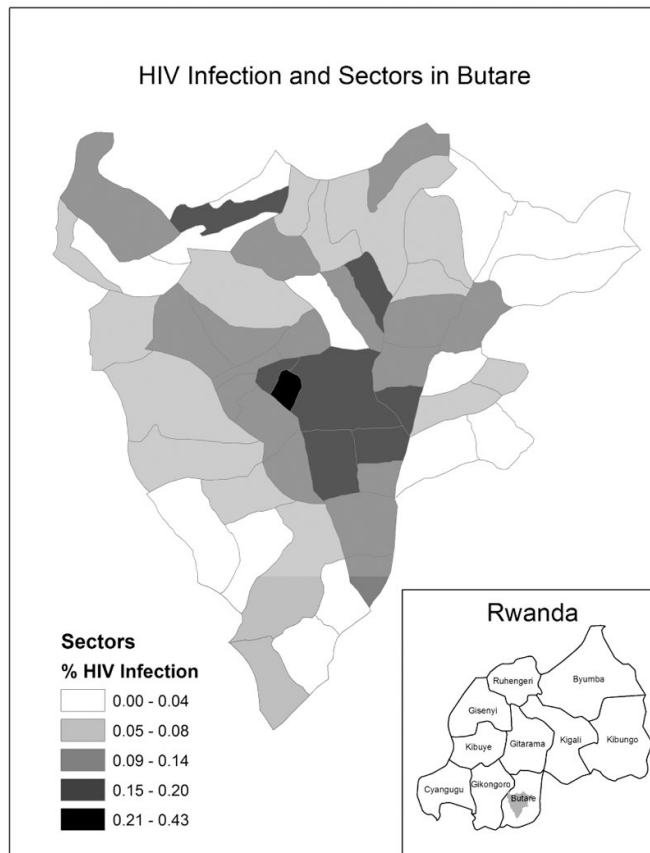 HIV Infection and Sectors in Butare
Sectors
% HIV Infection
0.00 - 0.04
0.05 - 0.08
0.09 - 0.14
0.15 - 0.20
0.21 - 0.43
Rwanda
Ruhengeri
Byumba
Gisenyi
Kibuye
Gitarama
Kigali
Kibungo
Cyangugu
Gikongoro
Butare